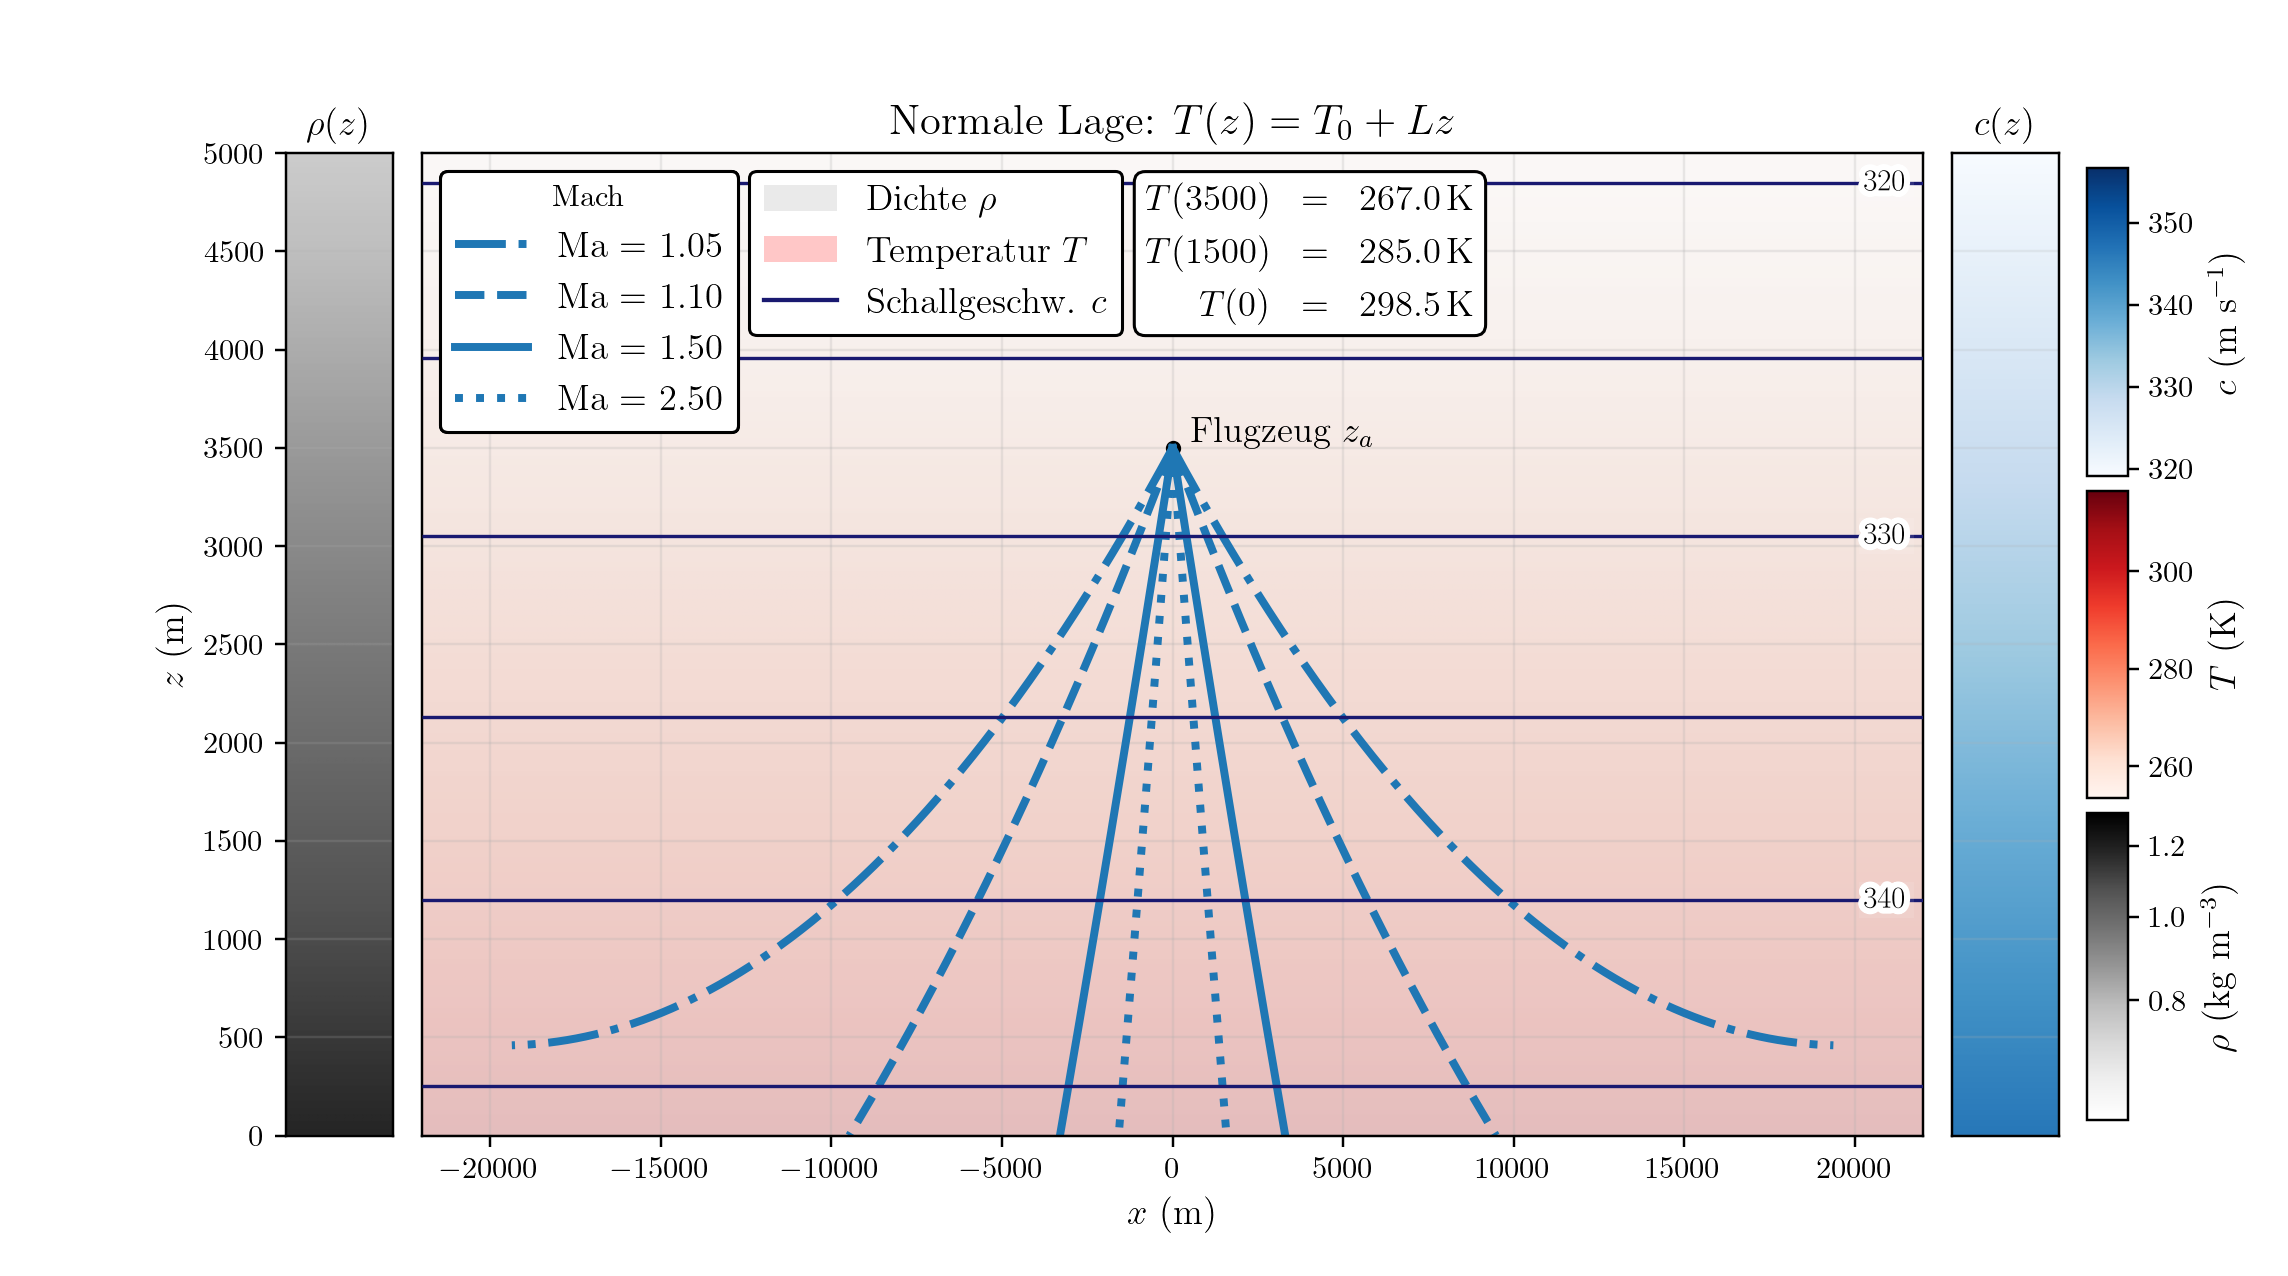 Normale Lage: T(z) = T₀ + Lz
ρ(z)
c(z)
5000
4500
4000
3500
3000
2500
2000
1500
1000
500
0
z (m)
Mach
Ma = 1.05
Ma = 1.10
Ma = 1.50
Ma = 2.50
Dichte ρ
Temperatur T
Schallgeschw. c
T(3500) = 267.0 K
T(1500) = 285.0 K
T(0) = 298.5 K
Flugzeug zₐ
320
330
340
−20000 −15000 −10000 −5000 0 5000 10000 15000 20000
x (m)
350
340
330
320
c (m s⁻¹)
300
280
260
T (K)
1.2
1.0
0.8
ρ (kg m⁻³)